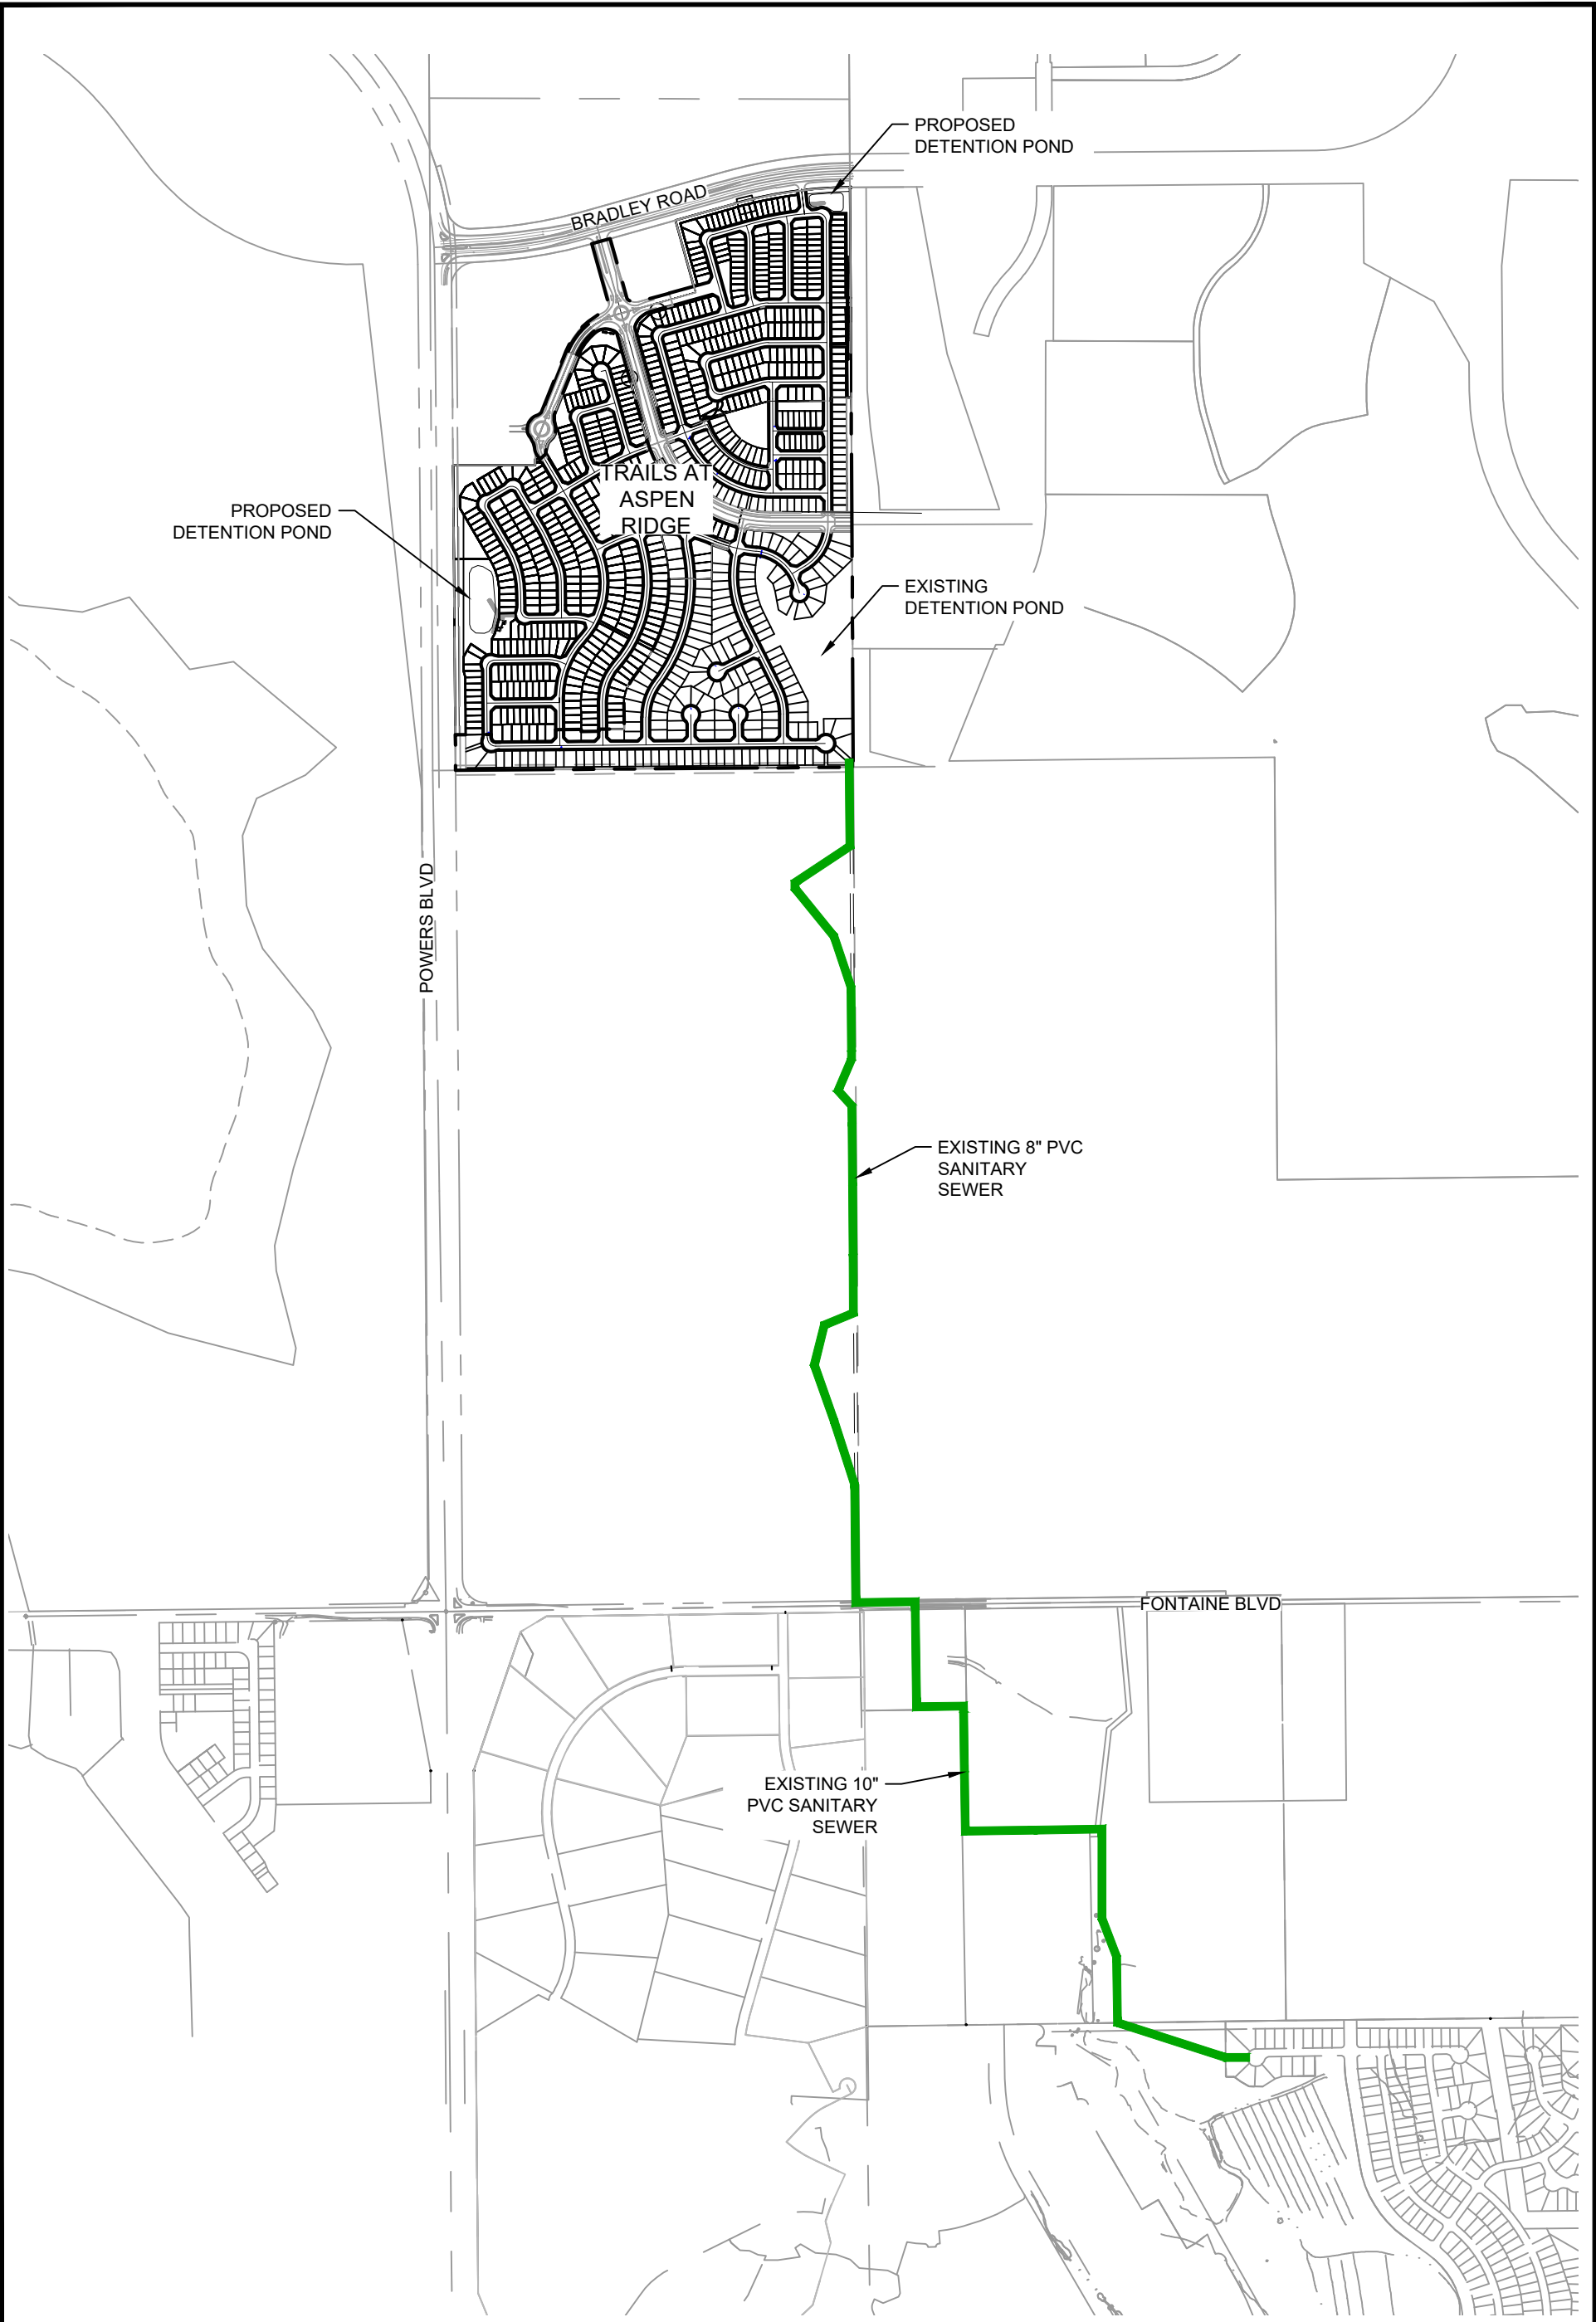 PROPOSED
DETENTION POND
BRADLEY ROAD
TRAILS AT
ASPEN
RIDGE
PROPOSED
DETENTION POND
EXISTING
DETENTION POND
POWERS BLVD
EXISTING 8" PVC
SANITARY
SEWER
FONTAINE BLVD
EXISTING 10"
PVC SANITARY
SEWER